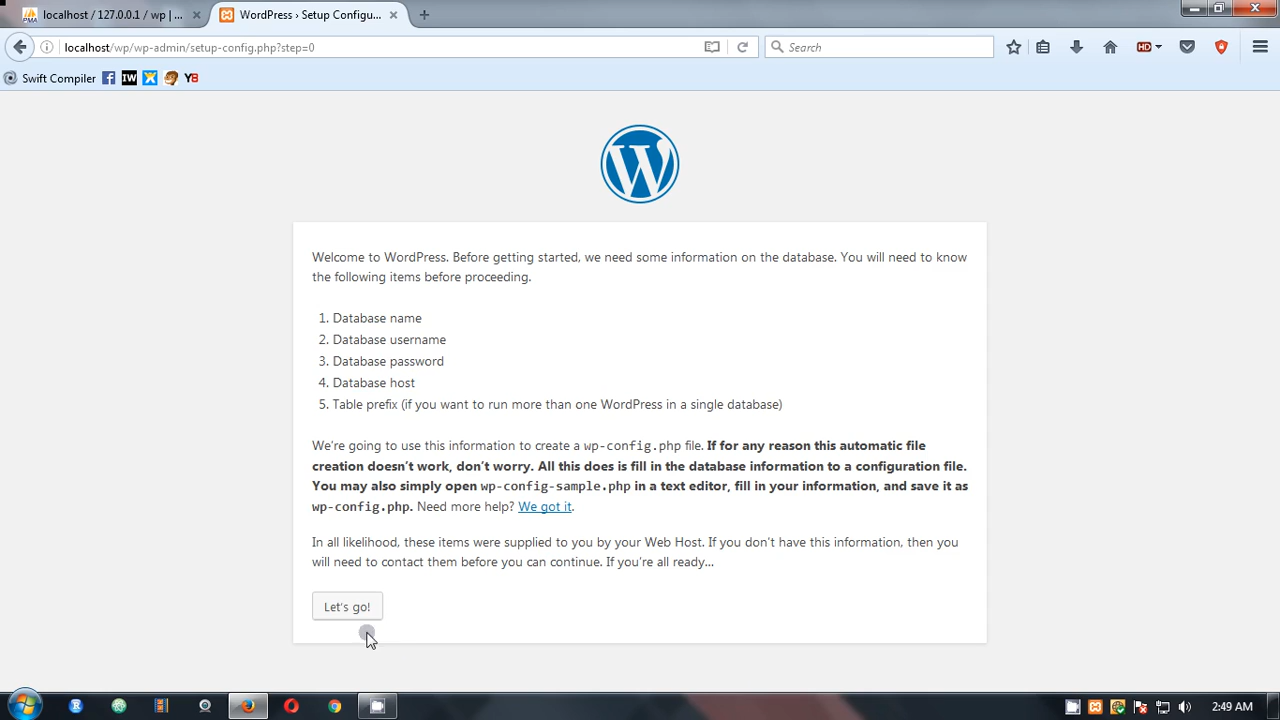 localhost / 127.0.0.1 / wp | ...
WordPress › Setup Configu...
localhost/wp/wp-admin/setup-config.php?step=0
Search
HD
Swift Compiler
IW
Y8
Welcome to WordPress. Before getting started, we need some information on the database. You will need to know
the following items before proceeding.
1. Database name
2. Database username
3. Database password
4. Database host
5. Table prefix (if you want to run more than one WordPress in a single database)
We’re going to use this information to create a wp-config.php file. If for any reason this automatic file
creation doesn’t work, don’t worry. All this does is fill in the database information to a configuration file.
You may also simply open wp-config-sample.php in a text editor, fill in your information, and save it as
wp-config.php. Need more help? We got it.
In all likelihood, these items were supplied to you by your Web Host. If you don’t have this information, then you
will need to contact them before you can continue. If you’re all ready...
Let’s go!
2:49 AM